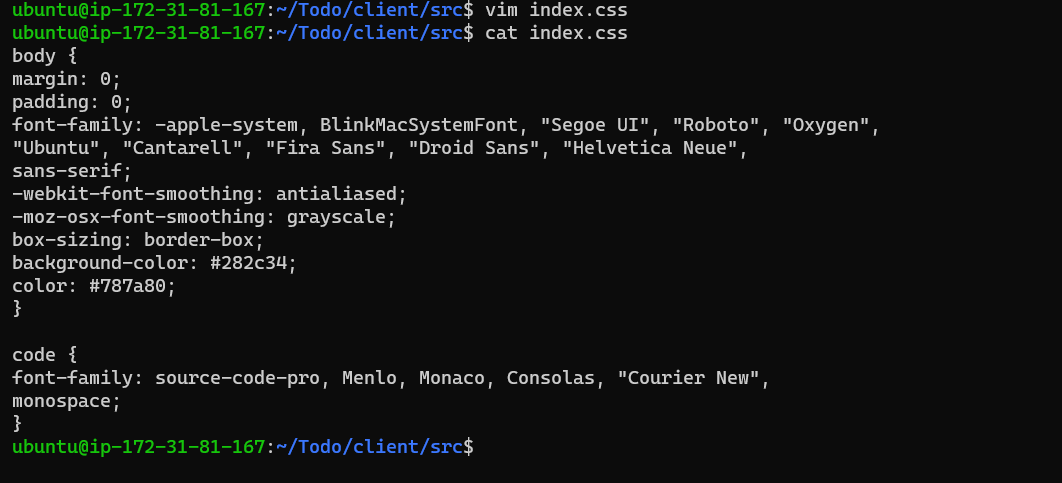 ubuntu@ip-172-31-81-167:~/Todo/client/src$ vim index.css
ubuntu@ip-172-31-81-167:~/Todo/client/src$ cat index.css
body {
margin: 0;
padding: 0;
font-family: -apple-system, BlinkMacSystemFont, "Segoe UI", "Roboto", "Oxygen",
"Ubuntu", "Cantarell", "Fira Sans", "Droid Sans", "Helvetica Neue",
sans-serif;
-webkit-font-smoothing: antialiased;
-moz-osx-font-smoothing: grayscale;
box-sizing: border-box;
background-color: #282c34;
color: #787a80;
}

code {
font-family: source-code-pro, Menlo, Monaco, Consolas, "Courier New",
monospace;
}
ubuntu@ip-172-31-81-167:~/Todo/client/src$